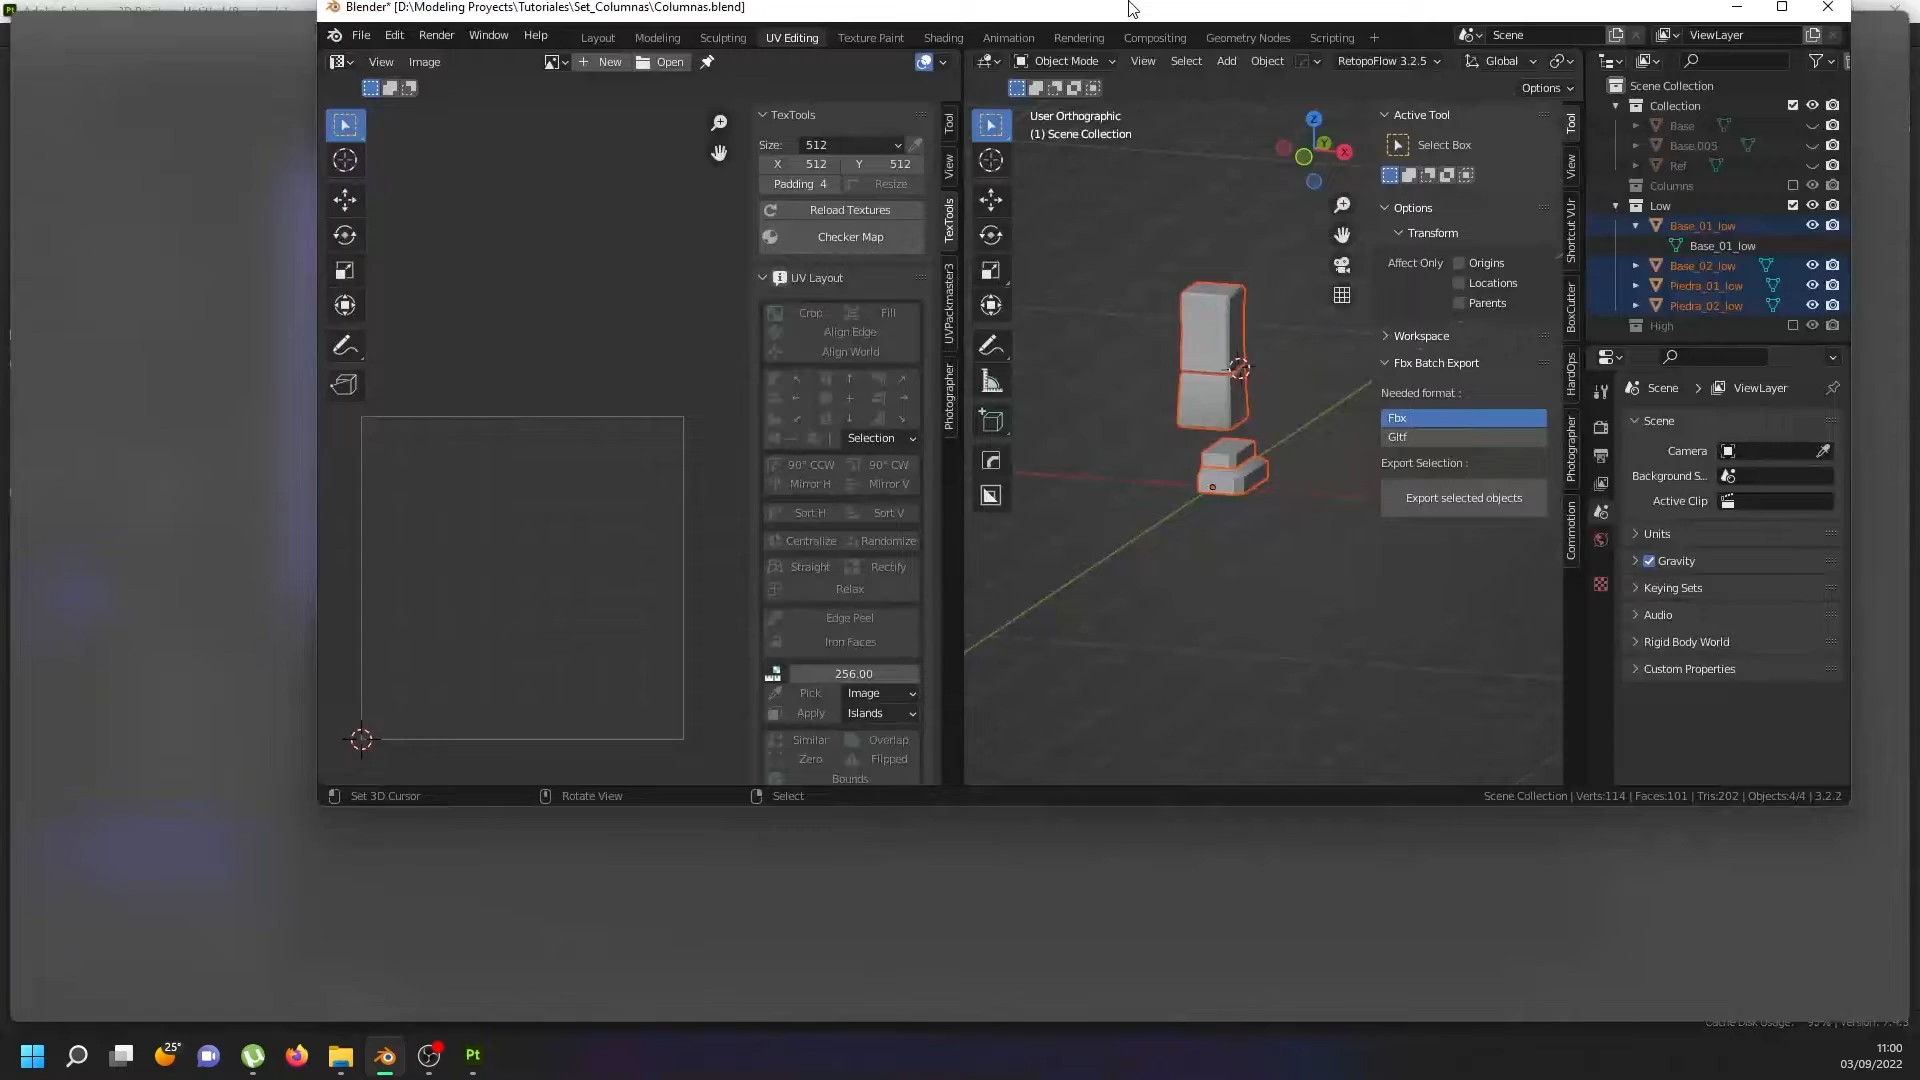 Blender* [D:\Modeling Proyects\Tutoriales\Set_Columnas\Columnas.blend]
File Edit Render Window Help
Layout Modeling Sculpting UV Editing Texture Paint Shading Animation Rendering Compositing Geometry Nodes Scripting +
Scene
ViewLayer
View Image
+ New
Open
Object Mode View Select Add Object
RetopoFlow 3.2.5
Global
Options
TexTools
Size: 512
X 512 Y 512
Padding 4 Resize
Reload Textures
Checker Map
UV Layout
Crop Fill
Align Edge
Align World
Selection
90° CCW 90° CW
Mirror H Mirror V
Sort H Sort V
Centralize Randomize
Straight Rectify
Relax
Edge Peel
Iron Faces
256.00
Pick Image
Apply Islands
Similar Overlap
Zero Flipped
Bounds
Tool
View
TexTools
UVPackmaster3
Photographer
User Orthographic
(1) Scene Collection
Z
Y
X
Active Tool
Select Box
Options
Transform
Affect Only Origins
Locations
Parents
Workspace
Fbx Batch Export
Needed format :
Fbx
Gltf
Export Selection :
Export selected objects
Tool
View
Shortcut VUr
BoxCutter
HardOps
Photographer
Commotion
Scene Collection
Collection
Base
Base.005
Ref
Columns
Low
Base_01_low
Base_01_low
Base_02_low
Piedra_01_low
Piedra_02_low
High
Scene > ViewLayer
Scene
Camera
Background S...
Active Clip
Units
Gravity
Keying Sets
Audio
Rigid Body World
Custom Properties
Set 3D Cursor
Rotate View
Select
Scene Collection | Verts:114 | Faces:101 | Tris:202 | Objects:4/4 | 3.2.2
25°
Pt
11:00
03/09/2022